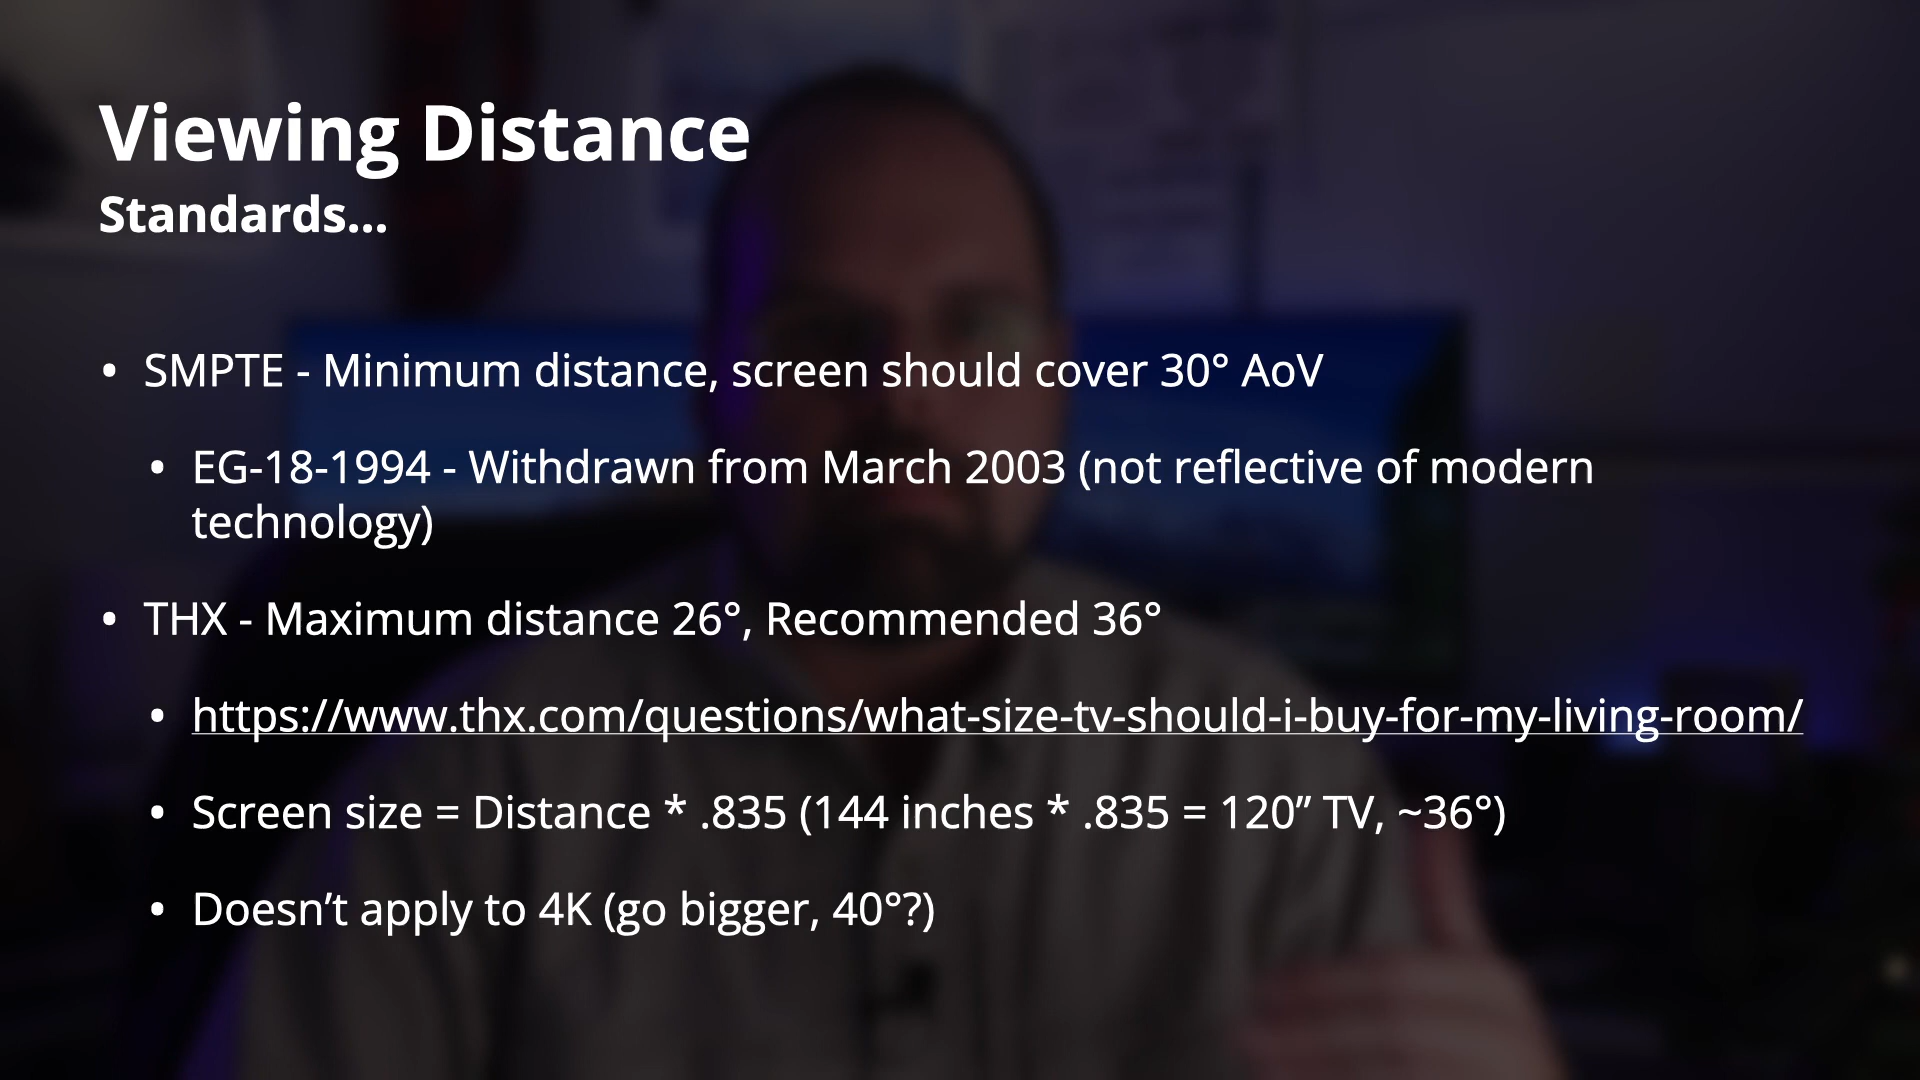 Viewing Distance
Standards...
• SMPTE - Minimum distance, screen should cover 30° AoV
• EG-18-1994 - Withdrawn from March 2003 (not reflective of modern
technology)
• THX - Maximum distance 26°, Recommended 36°
• https://www.thx.com/questions/what-size-tv-should-i-buy-for-my-living-room/
• Screen size = Distance * .835 (144 inches * .835 = 120” TV, ~36°)
• Doesn’t apply to 4K (go bigger, 40°?)